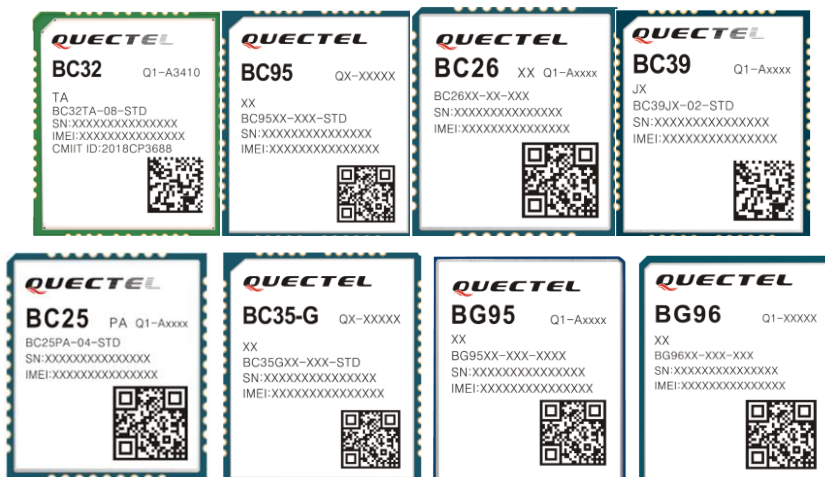 QUECTEL
BC32 Q1-A3410
TA
BC32TA-08-STD
SN:XXXXXXXXXXXXXXX
IMEI:XXXXXXXXXXXXXXX
CMIIT ID:2018CP3688
QUECTEL
BC95 QX-XXXXX
XX
BC95XX-XXX-STD
SN:XXXXXXXXXXXXXXX
IMEI:XXXXXXXXXXXXXXX
QUECTEL
BC26 XX Q1-Axxxx
BC26XX-XX-XXX
SN:XXXXXXXXXXXXXXX
IMEI:XXXXXXXXXXXXXXX
QUECTEL
BC39 Q1-Axxxx
JX
BC39JX-02-STD
SN:XXXXXXXXXXXXXXX
IMEI:XXXXXXXXXXXXXXX
QUECTEL
BC25 PA Q1-Axxxx
BC25PA-04-STD
SN:XXXXXXXXXXXXXXX
IMEI:XXXXXXXXXXXXXXX
QUECTEL
BC35-G QX-XXXXX
XX
BC35GXX-XXX-STD
SN:XXXXXXXXXXXXXXX
IMEI:XXXXXXXXXXXXXXX
QUECTEL
BG95 Q1-Axxxx
XX
BG95XX-XXX-XXXX
SN:XXXXXXXXXXXXXXX
IMEI:XXXXXXXXXXXXXXX
QUECTEL
BG96 Q1-XXXXX
XX
BG96XX-XXX-XXX
SN:XXXXXXXXXXXXXXX
IMEI:XXXXXXXXXXXXXXX